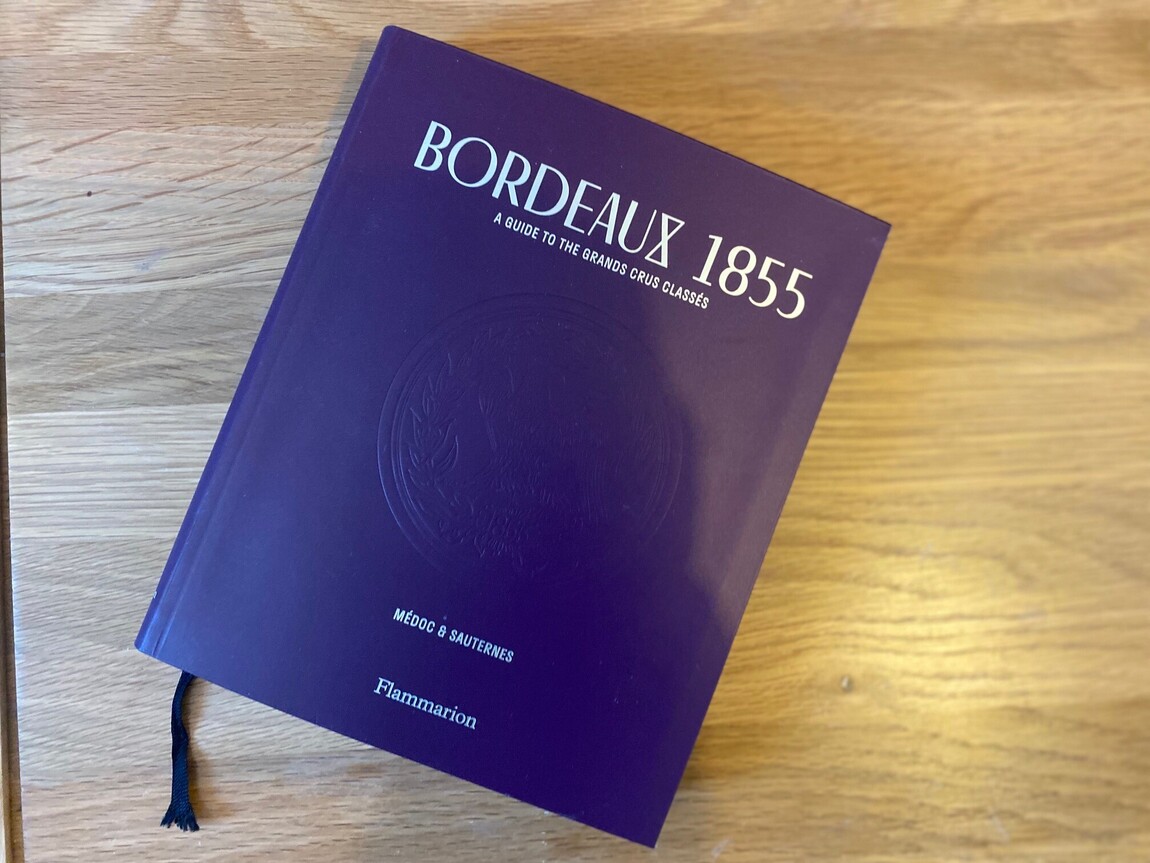 BORDEAUX 1855
A GUIDE TO THE GRANDS CRUS CLASSÉS
MÉDOC & SAUTERNES
Flammarion